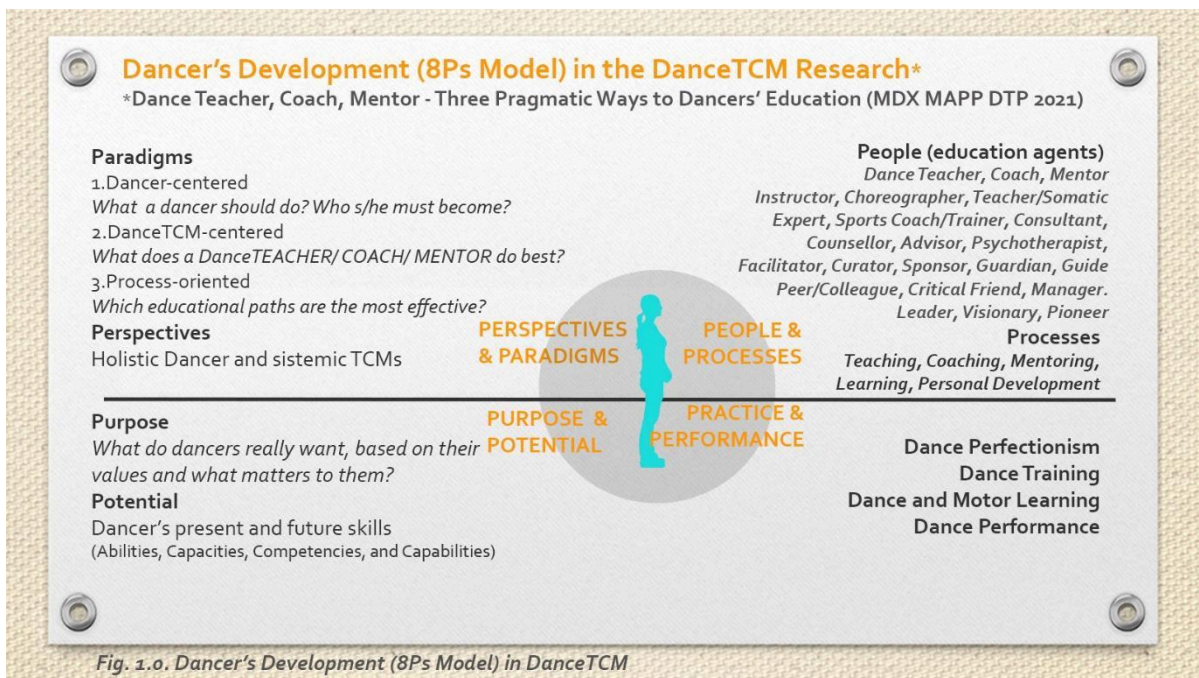 Dancer's Development (8Ps Model) in the DanceTCM Research*
*Dance Teacher, Coach, Mentor - Three Pragmatic Ways to Dancers' Education (MDX MAPP DTP 2021)
Paradigms
1.Dancer-centered
What a dancer should do? Who s/he must become?
2.DanceTCM-centered
What does a DanceTEACHER/ COACH/ MENTOR do best?
3.Process-oriented
Which educational paths are the most effective?
Perspectives
Holistic Dancer and sistemic TCMs
People (education agents)
Dance Teacher, Coach, Mentor
Instructor, Choreographer, Teacher/Somatic
Expert, Sports Coach/Trainer, Consultant,
Counsellor, Advisor, Psychotherapist,
Facilitator, Curator, Sponsor, Guardian, Guide
Peer/Colleague, Critical Friend, Manager.
Leader, Visionary, Pioneer
Processes
Teaching, Coaching, Mentoring,
Learning, Personal Development
PERSPECTIVES
& PARADIGMS
PEOPLE &
PROCESSES
PURPOSE &
POTENTIAL
PRACTICE &
PERFORMANCE
Purpose
What do dancers really want, based on their
values and what matters to them?
Potential
Dancer's present and future skills
(Abilities, Capacities, Competencies, and Capabilities)
Dance Perfectionism
Dance Training
Dance and Motor Learning
Dance Performance
Fig. 1.0. Dancer's Development (8Ps Model) in DanceTCM